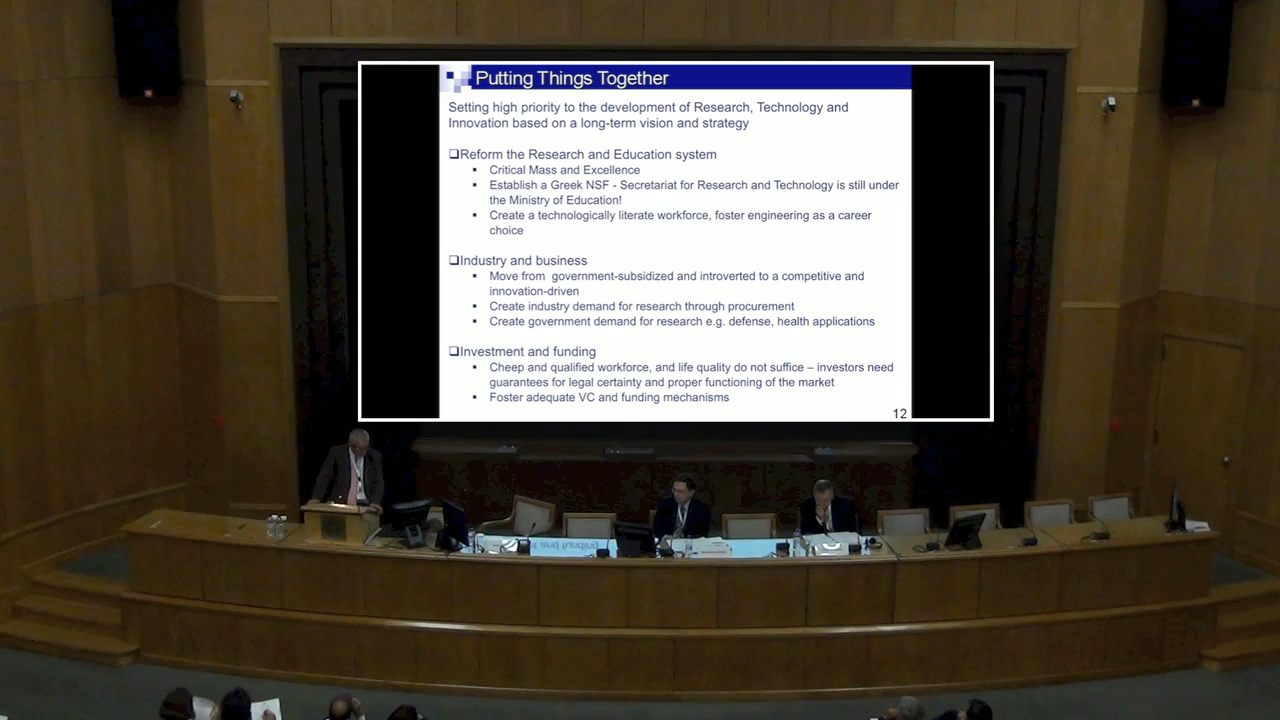 Putting Things Together
Setting high priority to the development of Research, Technology and
Innovation based on a long-term vision and strategy
❑Reform the Research and Education system
▪ Critical Mass and Excellence
▪ Establish a Greek NSF - Secretariat for Research and Technology is still under
the Ministry of Education!
▪ Create a technologically literate workforce, foster engineering as a career
choice
❑Industry and business
▪ Move from government-subsidized and introverted to a competitive and
innovation-driven
▪ Create industry demand for research through procurement
▪ Create government demand for research e.g. defense, health applications
❑Investment and funding
▪ Cheep and qualified workforce, and life quality do not suffice – investors need
guarantees for legal certainty and proper functioning of the market
▪ Foster adequate VC and funding mechanisms
12